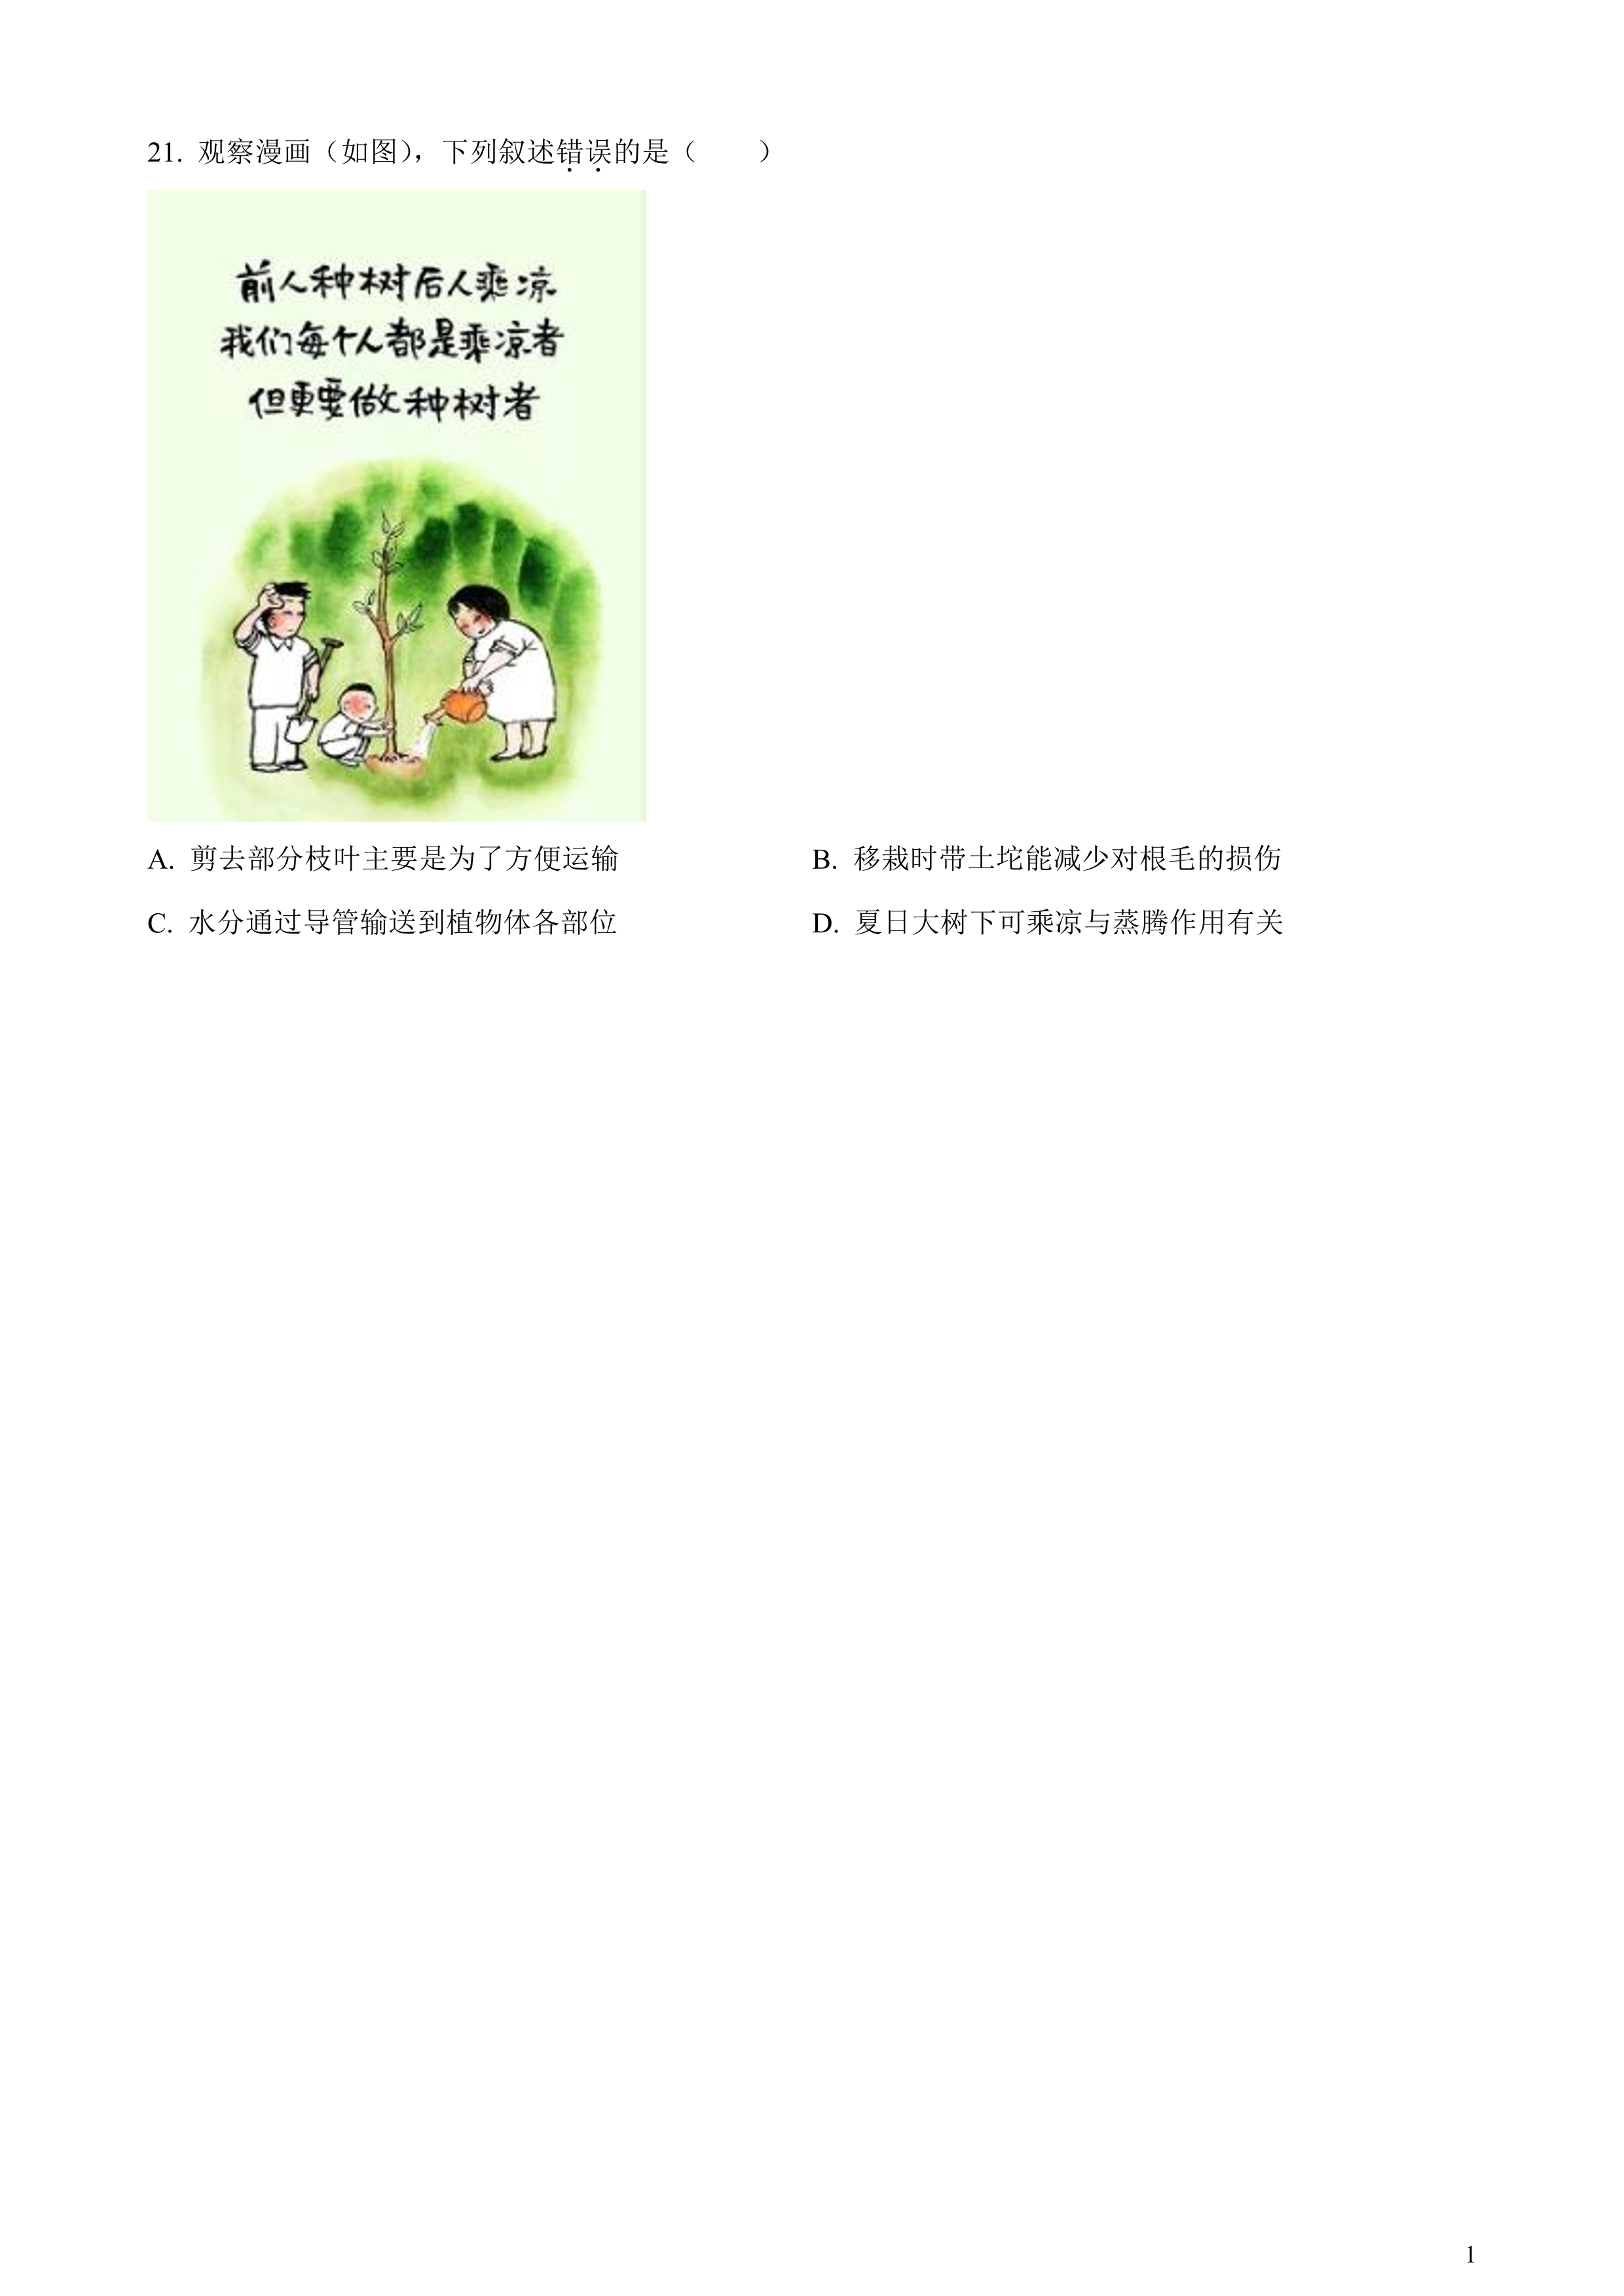 21. 观察漫画（如图），下列叙述错误的是（  ）
前人种树后人乘凉
我们每个人都是乘凉者
但更要做种树者
A. 剪去部分枝叶主要是为了方便运输
B. 移栽时带土坨能减少对根毛的损伤
C. 水分通过导管输送到植物体各部位
D. 夏日大树下可乘凉与蒸腾作用有关
1